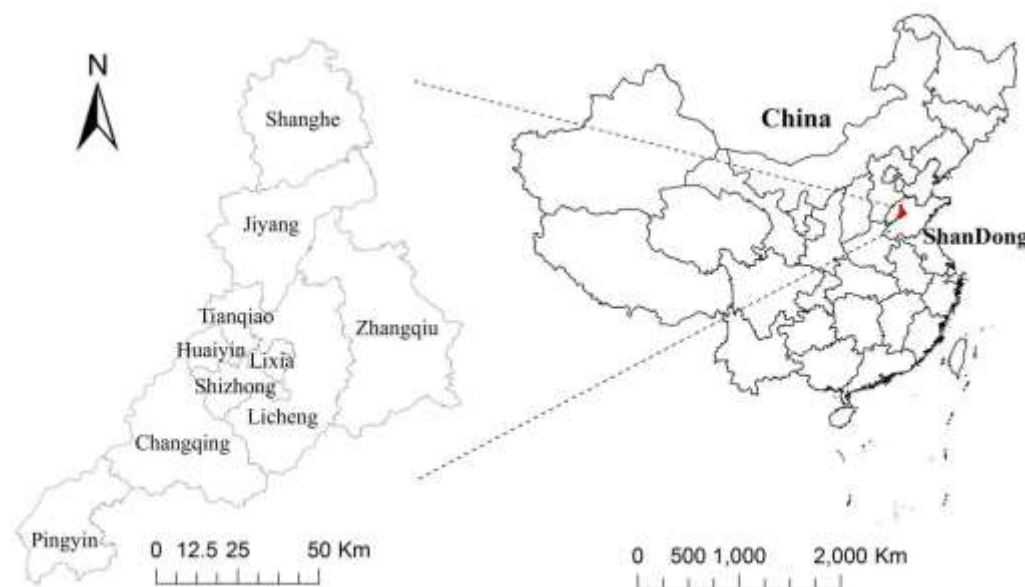 N
Shanghe
Jiyang
Tianqiao
Zhangqiu
Huaiyin
Lixia
Shizhong
Licheng
Changqing
Pingyin
0 12.5 25 50 Km
China
ShanDong
0 500 1,000 2,000 Km